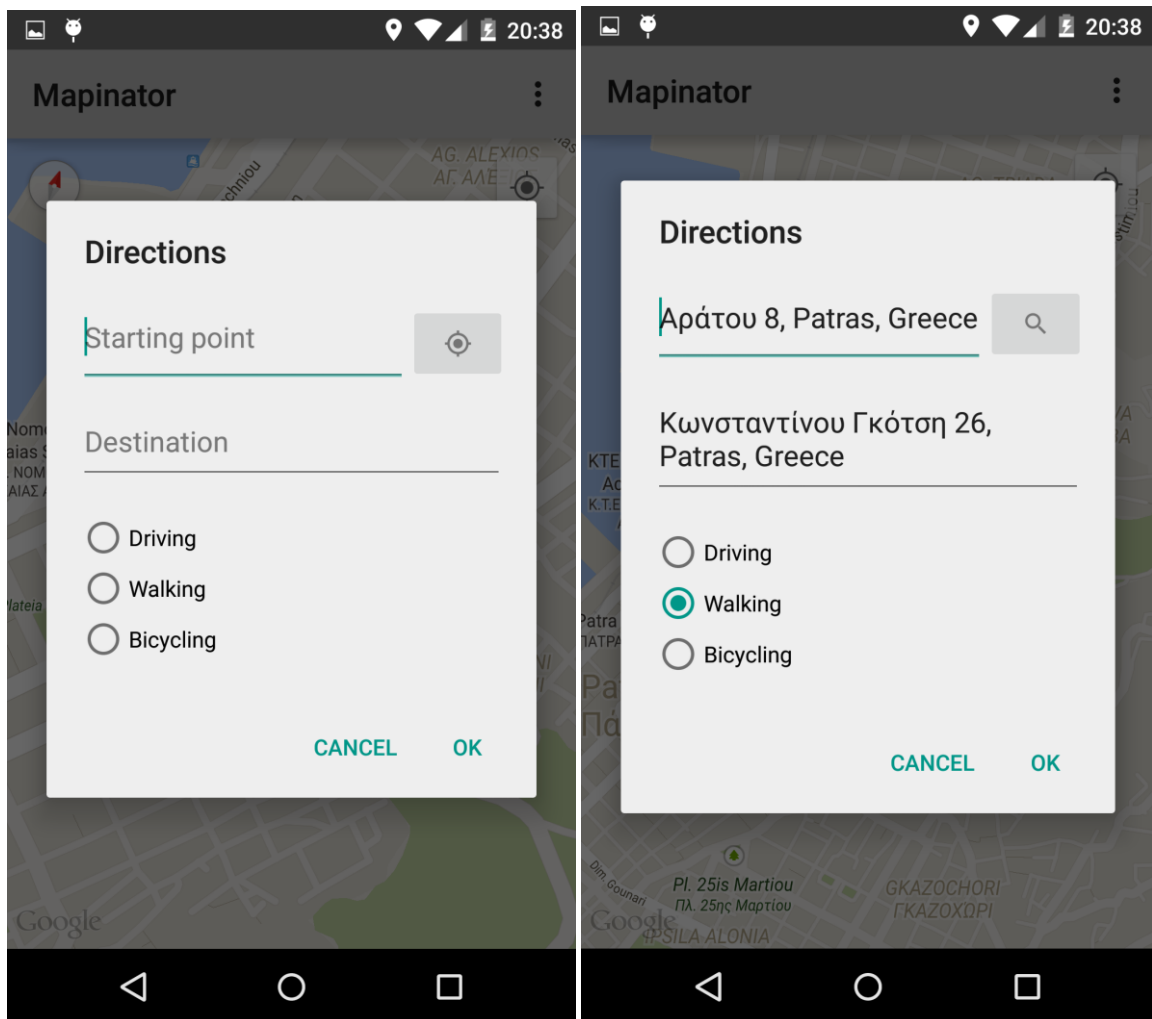 20:38
Mapinator
AG. ALEXIOS
Directions
Starting point
Destination
Driving
Walking
Bicycling
CANCEL OK
Google
20:38
Mapinator
Directions
Αράτου 8, Patras, Greece
Κωνσταντίνου Γκότση 26,
Patras, Greece
Driving
Walking
Bicycling
CANCEL OK
Pl. 25is Martiou
Πλ. 25ης Μαρτίου
GKAZOCHORI
ΓΚΑΖΟΧΩΡΙ
Google
PSILA ALONIA